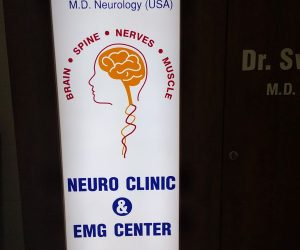 M.D. Neurology (USA)
BRAIN • SPINE • NERVES • MUSCLE
NEURO CLINIC
&
EMG CENTER
Dr.
M.D.